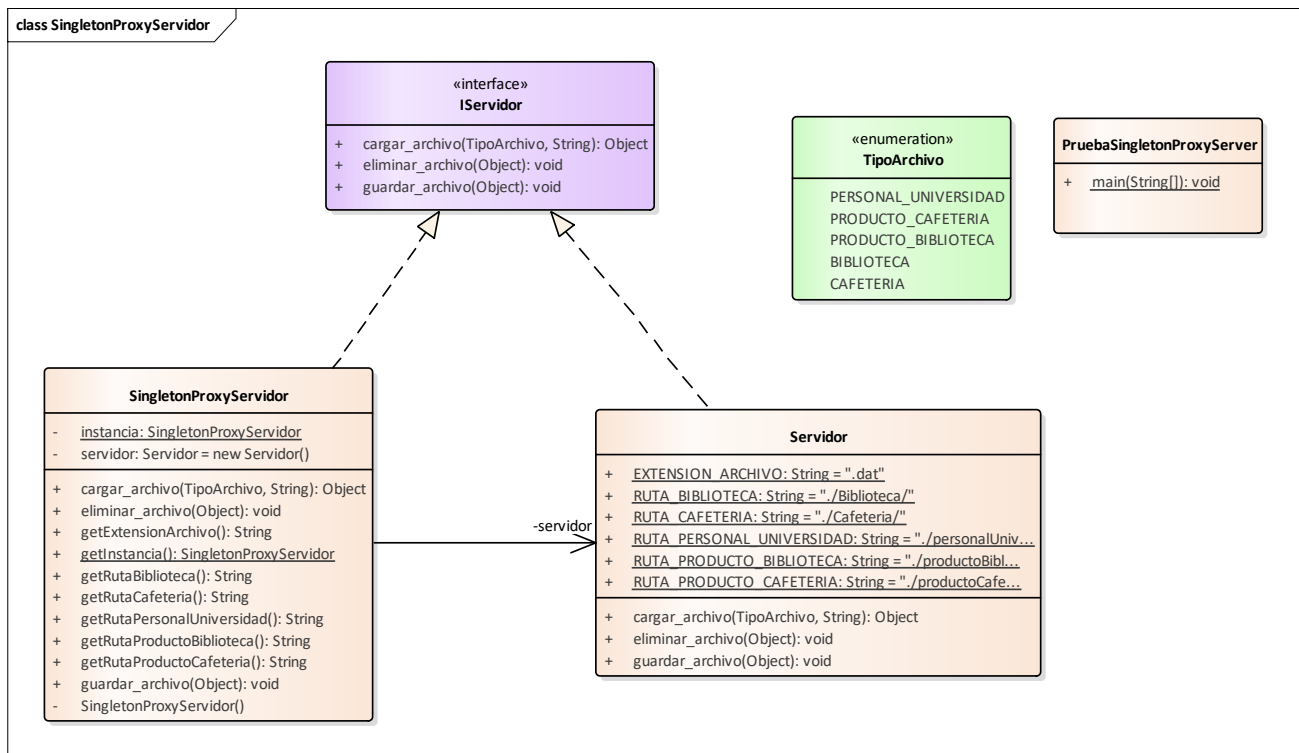 class SingletonProxyServidor
«interface»
IServidor
+ cargar_archivo(TipoArchivo, String): Object
+ eliminar_archivo(Object): void
+ guardar_archivo(Object): void
«enumeration»
TipoArchivo
PERSONAL_UNIVERSIDAD
PRODUCTO_CAFETERIA
PRODUCTO_BIBLIOTECA
BIBLIOTECA
CAFETERIA
PruebaSingletonProxyServer
+ main(String[]): void
SingletonProxyServidor
- instancia: SingletonProxyServidor
- servidor: Servidor = new Servidor()
+ cargar_archivo(TipoArchivo, String): Object
+ eliminar_archivo(Object): void
+ getExtensionArchivo(): String
+ getInstancia(): SingletonProxyServidor
+ getRutaBiblioteca(): String
+ getRutaCafeteria(): String
+ getRutaPersonalUniversidad(): String
+ getRutaProductoBiblioteca(): String
+ getRutaProductoCafeteria(): String
+ guardar_archivo(Object): void
- SingletonProxyServidor()
-servidor
Servidor
+ EXTENSION_ARCHIVO: String = ".dat"
+ RUTA_BIBLIOTECA: String = "./Biblioteca/"
+ RUTA_CAFETERIA: String = "./Cafeteria/"
+ RUTA_PERSONAL_UNIVERSIDAD: String = "./personalUniv...
+ RUTA_PRODUCTO_BIBLIOTECA: String = "./productoBibl...
+ RUTA_PRODUCTO_CAFETERIA: String = "./productoCafe...
+ cargar_archivo(TipoArchivo, String): Object
+ eliminar_archivo(Object): void
+ guardar_archivo(Object): void